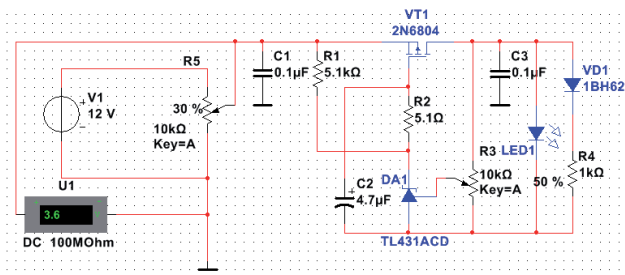 VT1
2N6804
R5
C1
0.1µF
R1
5.1kΩ
C3
0.1µF
VD1
1BH62
V1
12 V
+
−
30 %
10kΩ
Key=A
R2
5.1Ω
LED1
U1
3.6
DC 100MOhm
C2
4.7µF
+
DA1
TL431ACD
R3
10kΩ
Key=A
50 %
R4
1kΩ